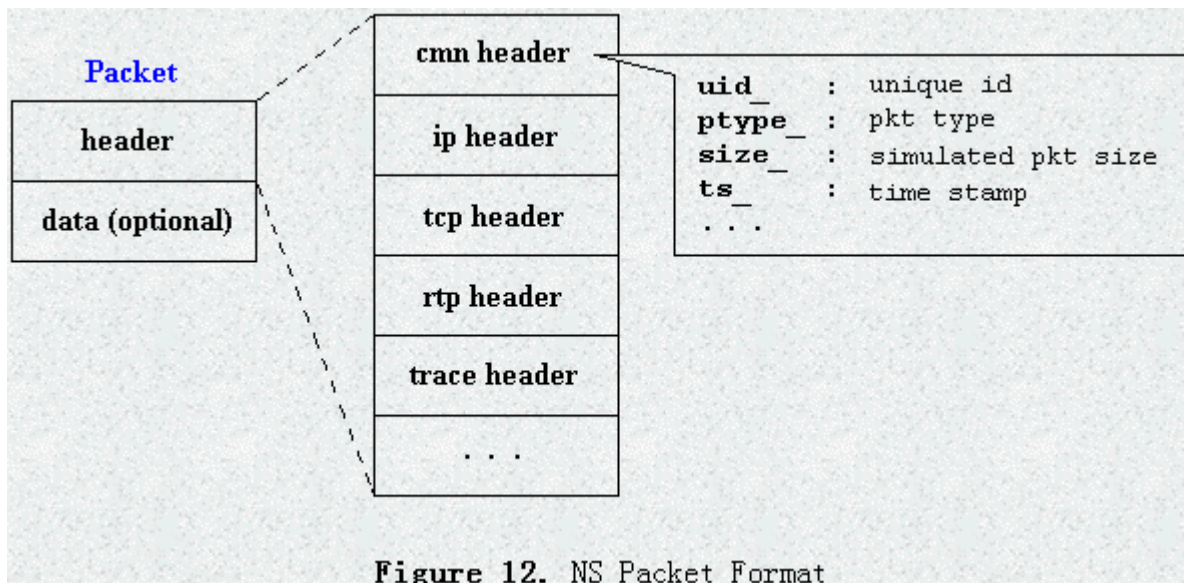 Packet
header
data (optional)
cmn header
ip header
tcp header
rtp header
trace header
. . .
uid_ : unique id
ptype_ : pkt type
size_ : simulated pkt size
ts_ : time stamp
. . .
Figure 12. NS Packet Format